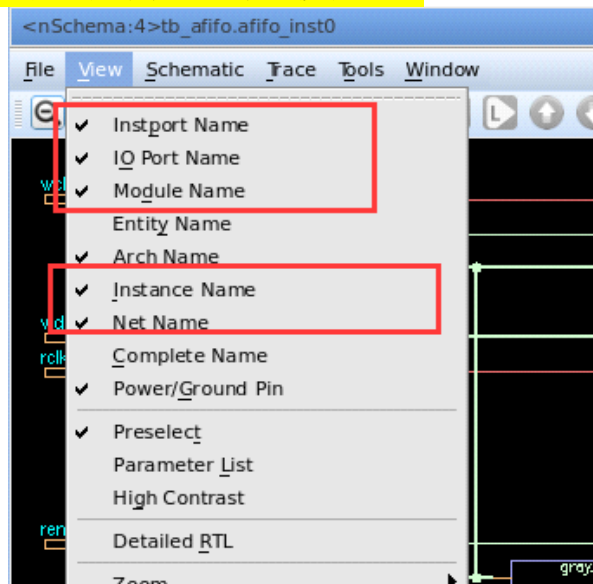 <nSchema:4>tb_afifo.afifo_inst0
File View Schematic Trace Tools Window
L
Instport Name
IO Port Name
Module Name
Entity Name
Arch Name
Instance Name
Net Name
Complete Name
Power/Ground Pin
Preselect
Parameter List
High Contrast
Detailed RTL
Zoom
wcl
wd
rclk
ren
gray